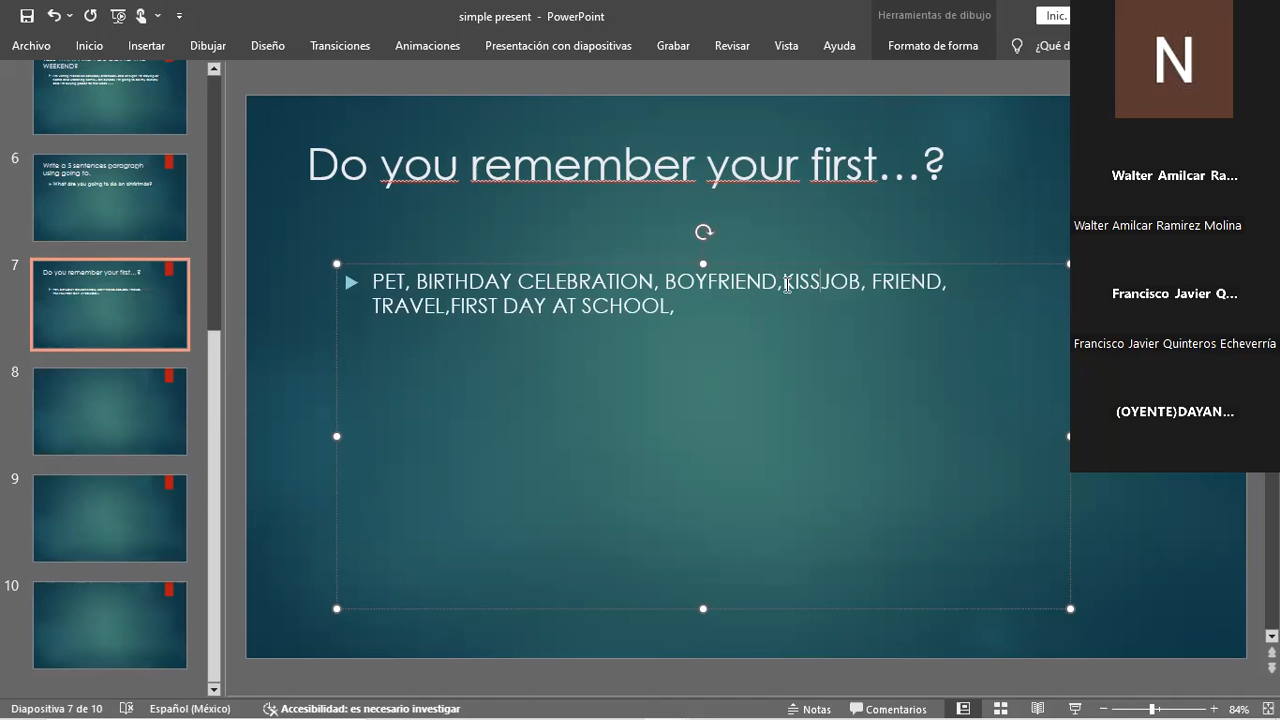 simple present - PowerPoint
Herramientas de dibujo
Inic.
N
Archivo
Inicio
Insertar
Dibujar
Diseño
Transiciones
Animaciones
Presentación con diapositivas
Grabar
Revisar
Vista
Ayuda
Formato de forma
¿Qué d
WEEKEND?
6
Write a 5 sentences paragraph
using going to.
What are you going to do on christmas?
7
Do you remember your first...?
8
9
10
Do you remember your first...?
PET, BIRTHDAY CELEBRATION, BOYFRIEND,KISSJOB, FRIEND,
TRAVEL,FIRST DAY AT SCHOOL,
Walter Amilcar Ra...
Walter Amilcar Ramirez Molina
Francisco Javier Q...
Francisco Javier Quinteros Echeverría
(OYENTE)DAYAN...
Diapositiva 7 de 10
Español (México)
Accesibilidad: es necesario investigar
Notas
Comentarios
84%